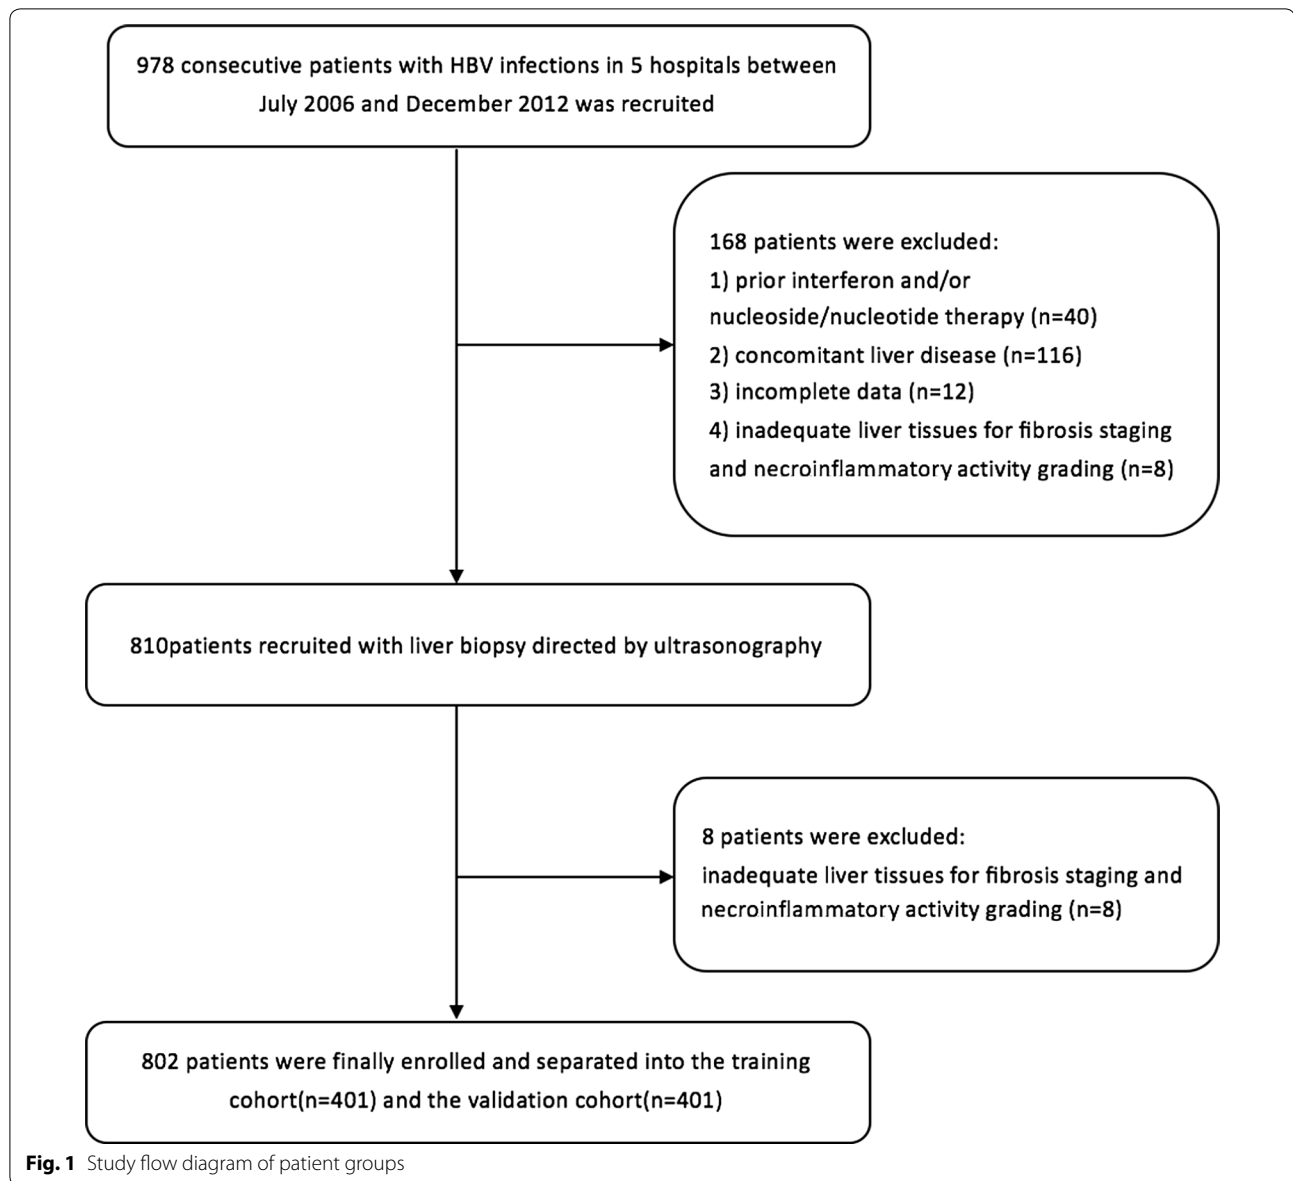 978 consecutive patients with HBV infections in 5 hospitals between
July 2006 and December 2012 was recruited
168 patients were excluded:
1) prior interferon and/or
nucleoside/nucleotide therapy (n=40)
2) concomitant liver disease (n=116)
3) incomplete data (n=12)
4) inadequate liver tissues for fibrosis staging
and necroinflammatory activity grading (n=8)
810patients recruited with liver biopsy directed by ultrasonography
8 patients were excluded:
inadequate liver tissues for fibrosis staging and
necroinflammatory activity grading (n=8)
802 patients were finally enrolled and separated into the training
cohort(n=401) and the validation cohort(n=401)
Fig. 1 Study flow diagram of patient groups